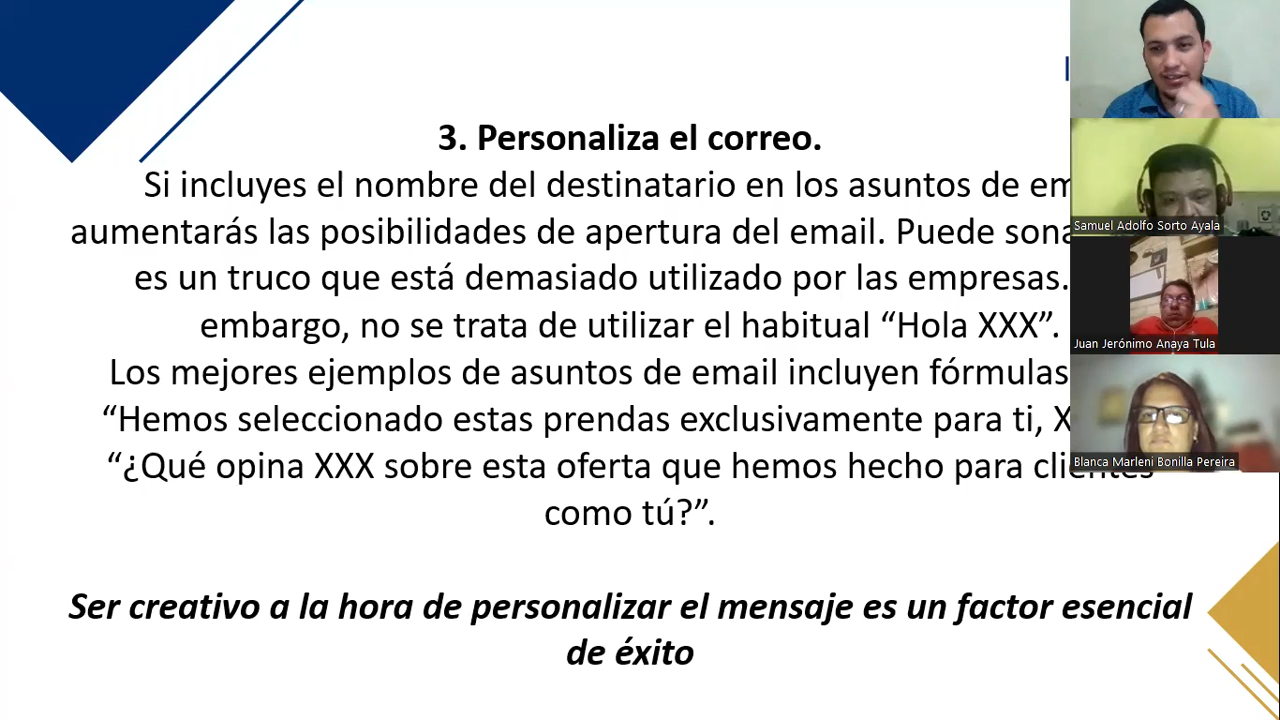 3. Personaliza el correo.
Si incluyes el nombre del destinatario en los asuntos de
aumentarás las posibilidades de apertura del email. Puede
es un truco que está demasiado utilizado por las empresas.
embargo, no se trata de utilizar el habitual “Hola XXX”.
Los mejores ejemplos de asuntos de email incluyen fórmulas
“Hemos seleccionado estas prendas exclusivamente para ti,
“¿Qué opina XXX sobre esta oferta que hemos hecho para clientes
como tú?”.
Ser creativo a la hora de personalizar el mensaje es un factor esencial
de éxito
Samuel Adolfo Sorto Ayala
Juan Jerónimo Anaya Tula
Blanca Marleni Bonilla Pereira